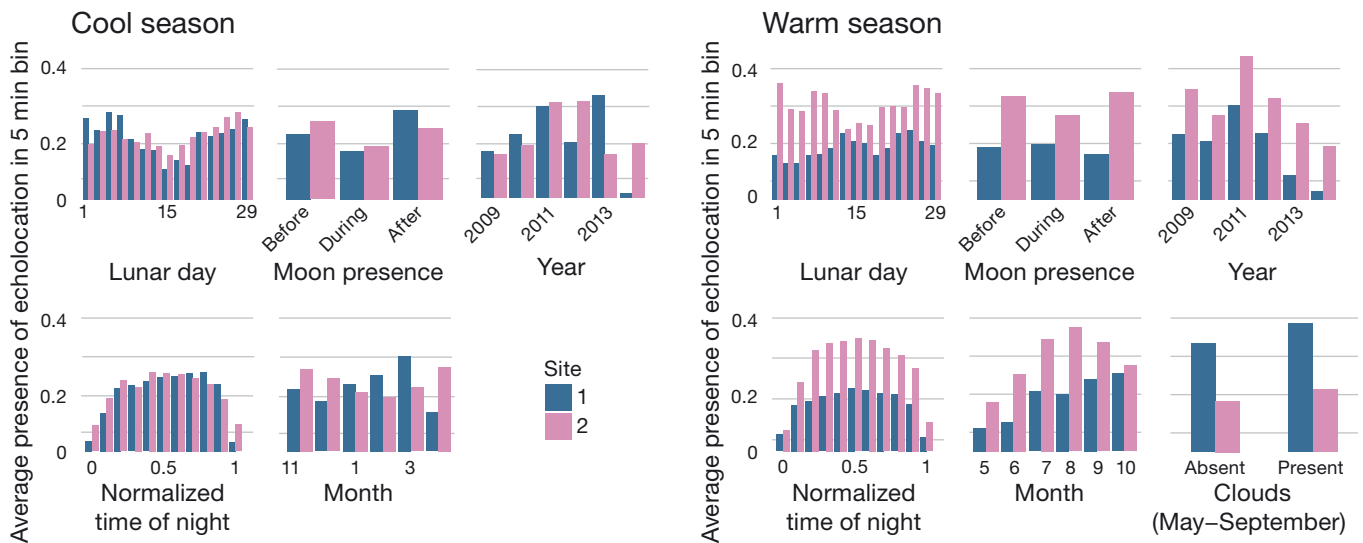 Cool season
Average presence of echolocation in 5 min bin
0.4
0.2
0
1
15
29
Lunar day
Before
During
After
Moon presence
2009
2011
2013
Year
0.4
0.2
0
0
0.5
1
Normalized
time of night
11
1
3
Month
Site
1
2
Warm season
Average presence of echolocation in 5 min bin
0.4
0.2
0
1
15
29
Lunar day
Before
During
After
Moon presence
2009
2011
2013
Year
0.4
0.2
0
0
0.5
1
Normalized
time of night
5
6
7
8
9
10
Month
Absent
Present
Clouds
(May–September)